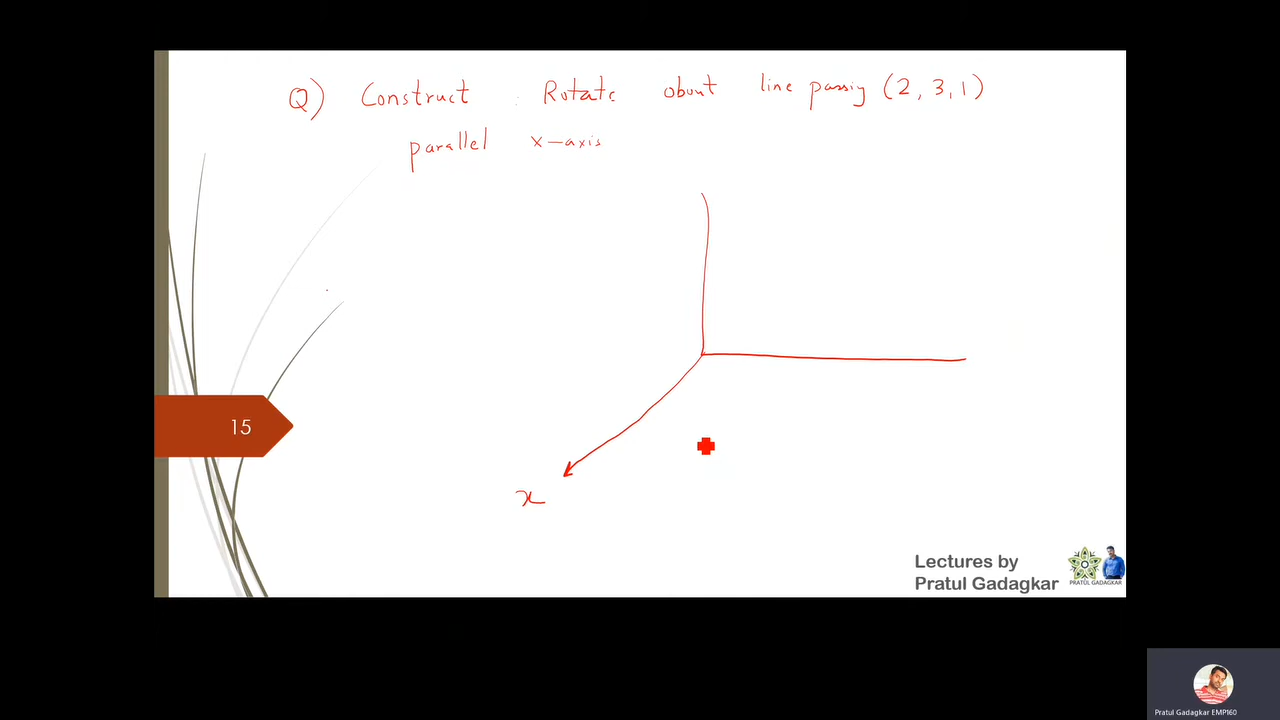 Q) Construct Rotate about line passing (2, 3, 1)
parallel x-axis
x
15
Lectures by
Pratul Gadagkar
PRATUL GADAGKAR
Pratul Gadagkar EMP160